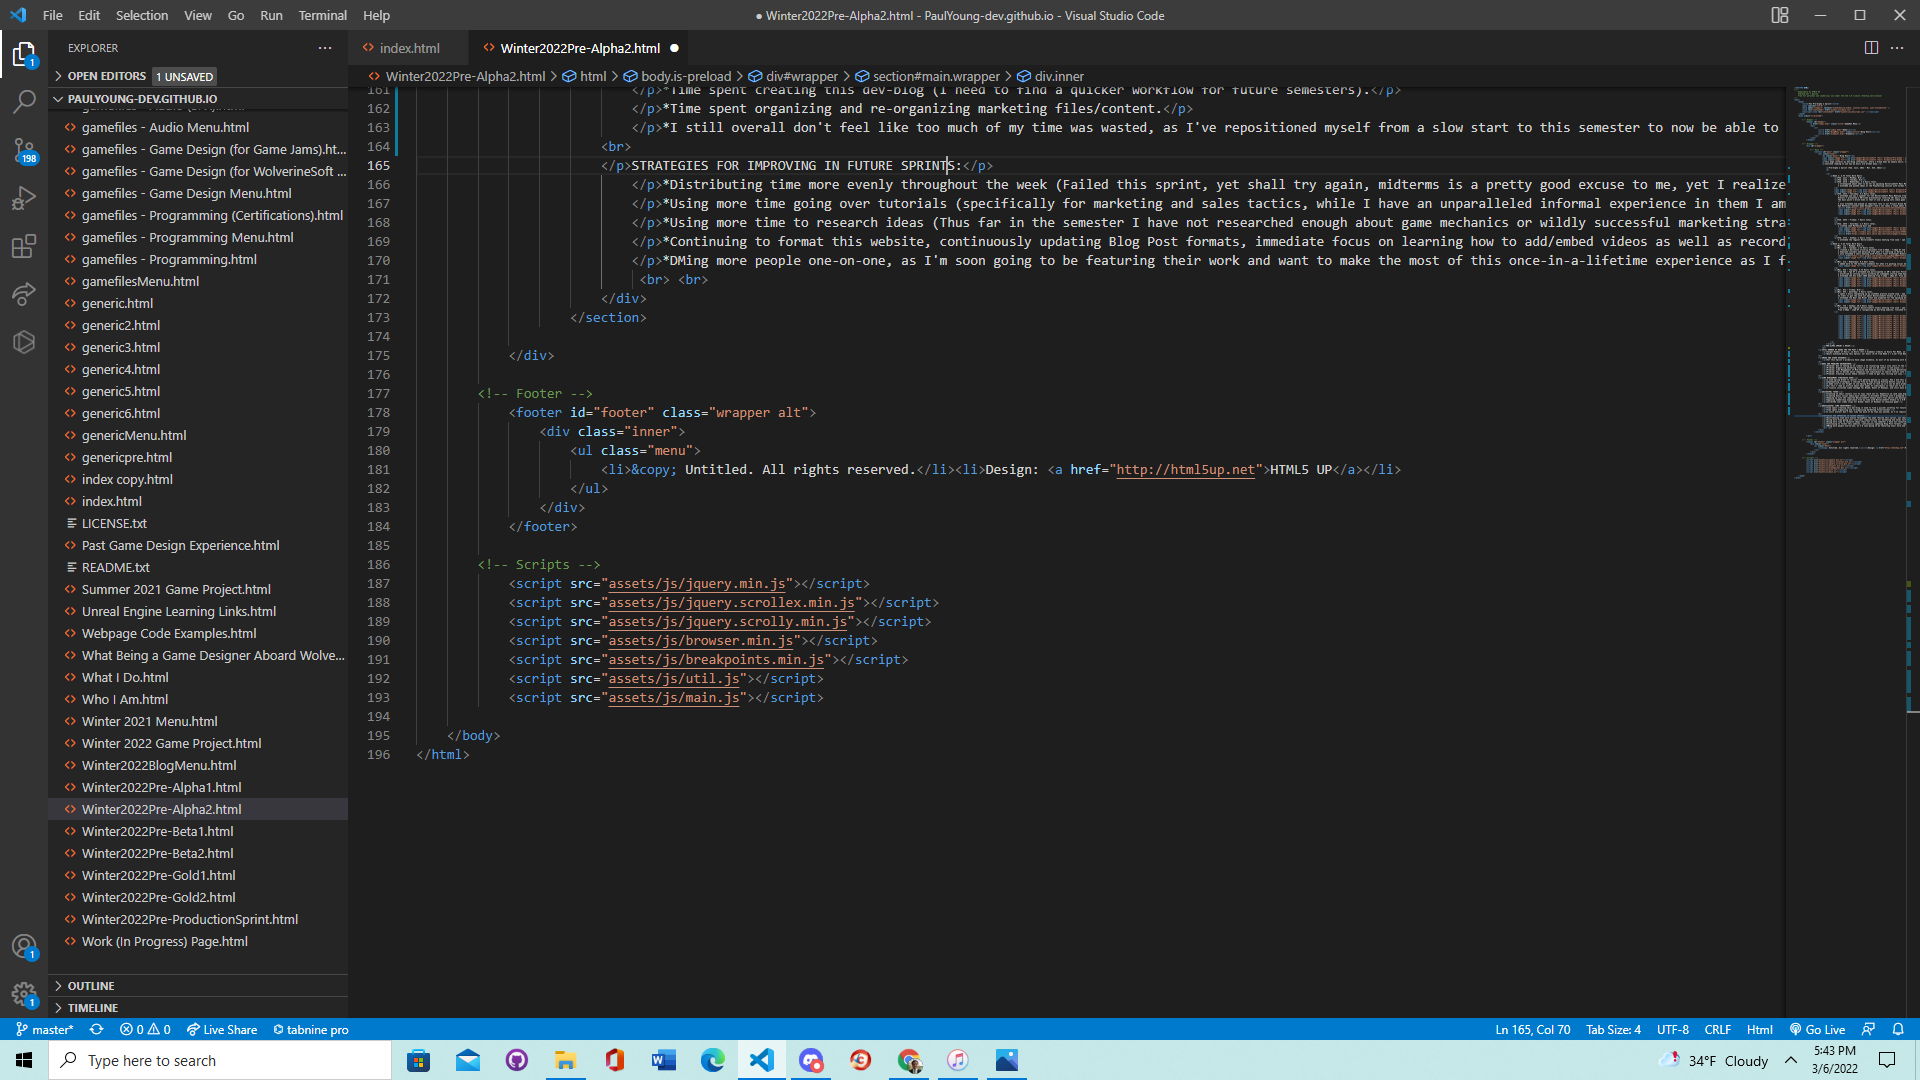 File Edit Selection View Go Run Terminal Help
● Winter2022Pre-Alpha2.html - PaulYoung-dev.github.io - Visual Studio Code
EXPLORER
OPEN EDITORS 1 UNSAVED
PAULYOUNG-DEV.GITHUB.IO
gamefiles - Audio Menu.html
gamefiles - Game Design (for Game Jams).ht...
gamefiles - Game Design (for WolverineSoft ...
gamefiles - Game Design Menu.html
gamefiles - Programming (Certifications).html
gamefiles - Programming Menu.html
gamefiles - Programming.html
gamefilesMenu.html
generic.html
generic2.html
generic3.html
generic4.html
generic5.html
generic6.html
genericMenu.html
genericpre.html
index copy.html
index.html
LICENSE.txt
Past Game Design Experience.html
README.txt
Summer 2021 Game Project.html
Unreal Engine Learning Links.html
Webpage Code Examples.html
What Being a Game Designer Aboard Wolve...
What I Do.html
Who I Am.html
Winter 2021 Menu.html
Winter 2022 Game Project.html
Winter2022BlogMenu.html
Winter2022Pre-Alpha1.html
Winter2022Pre-Alpha2.html
Winter2022Pre-Beta1.html
Winter2022Pre-Beta2.html
Winter2022Pre-Gold1.html
Winter2022Pre-Gold2.html
Winter2022Pre-ProductionSprint.html
Work (In Progress) Page.html
OUTLINE
TIMELINE
1
198
1
1
index.html
Winter2022Pre-Alpha2.html ●
Winter2022Pre-Alpha2.html > html > body.is-preload > div#wrapper > section#main.wrapper > div.inner
161 </p>*Time spent creating this dev-blog (I need to find a quicker workflow for future semesters).</p>
162 </p>*Time spent organizing and re-organizing marketing files/content.</p>
163 </p>*I still overall don't feel like too much of my time was wasted, as I've repositioned myself from a slow start to this semester to now be able to
164 <br>
165 </p>STRATEGIES FOR IMPROVING IN FUTURE SPRINTS:</p>
166 </p>*Distributing time more evenly throughout the week (Failed this sprint, yet shall try again, midterms is a pretty good excuse to me, yet I realize
167 </p>*Using more time going over tutorials (specifically for marketing and sales tactics, while I have an unparalleled informal experience in them I am
168 </p>*Using more time to research ideas (Thus far in the semester I have not researched enough about game mechanics or wildly successful marketing stra
169 </p>*Continuing to format this website, continuously updating Blog Post formats, immediate focus on learning how to add/embed videos as well as record
170 </p>*DMing more people one-on-one, as I'm soon going to be featuring their work and want to make the most of this once-in-a-lifetime experience as I f
171 <br> <br>
172 </div>
173 </section>
174
175 </div>
176
177 <!-- Footer -->
178 <footer id="footer" class="wrapper alt">
179 <div class="inner">
180 <ul class="menu">
181 <li>&copy; Untitled. All rights reserved.</li><li>Design: <a href="http://html5up.net">HTML5 UP</a></li>
182 </ul>
183 </div>
184 </footer>
185
186 <!-- Scripts -->
187 <script src="assets/js/jquery.min.js"></script>
188 <script src="assets/js/jquery.scrollex.min.js"></script>
189 <script src="assets/js/jquery.scrolly.min.js"></script>
190 <script src="assets/js/browser.min.js"></script>
191 <script src="assets/js/breakpoints.min.js"></script>
192 <script src="assets/js/util.js"></script>
193 <script src="assets/js/main.js"></script>
194
195 </body>
196 </html>
master* 0 0 Live Share tabnine pro
Ln 165, Col 70 Tab Size: 4 UTF-8 CRLF Html Go Live
Type here to search
34°F Cloudy
5:43 PM
3/6/2022